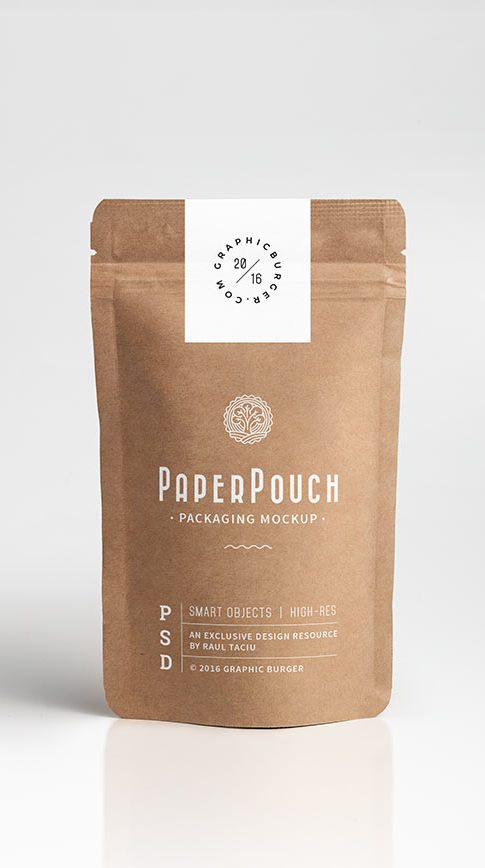 GRAPHICBURGER.COM
20
16
PAPERPOUCH
· PACKAGING MOCKUP ·
PSD
SMART OBJECTS | HIGH-RES
AN EXCLUSIVE DESIGN RESOURCE
BY RAUL TACIU
© 2016 GRAPHIC BURGER